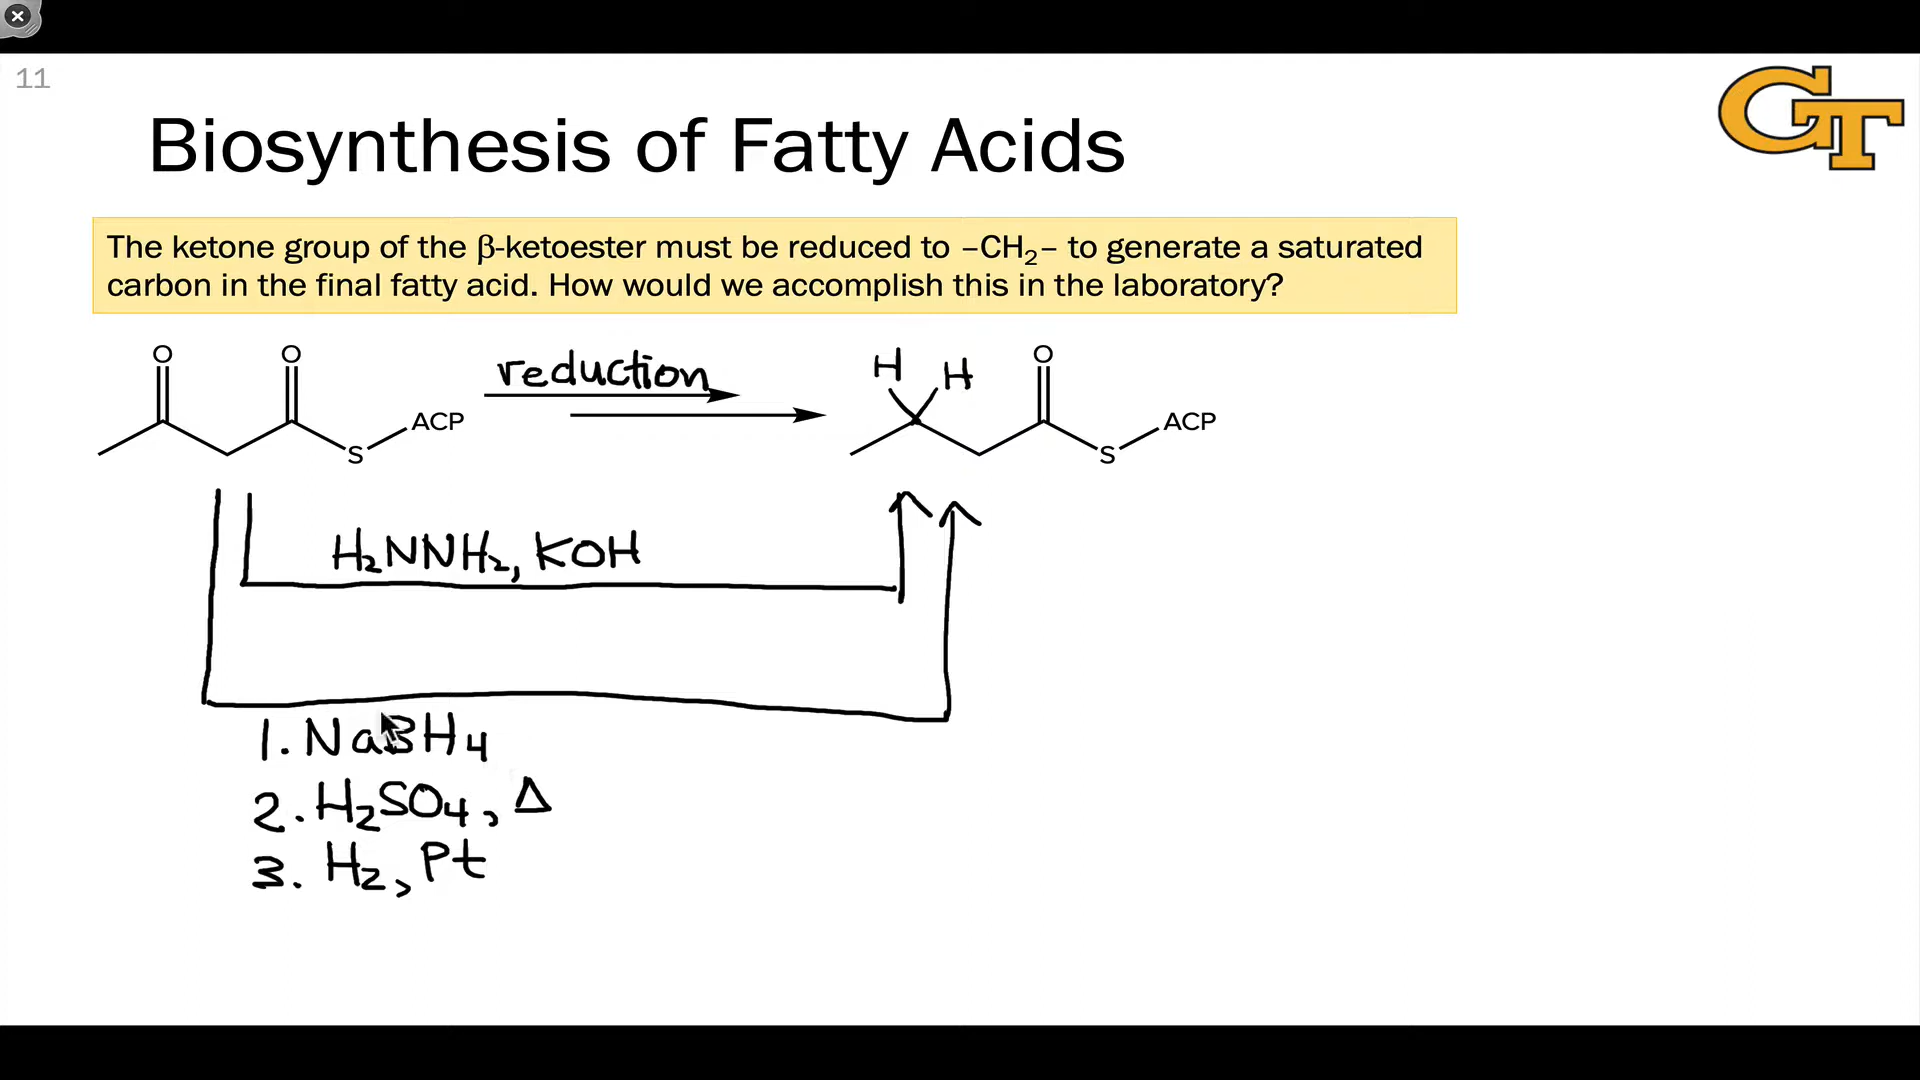 11
GT
Biosynthesis of Fatty Acids
The ketone group of the β-ketoester must be reduced to –CH₂– to generate a saturated
carbon in the final fatty acid. How would we accomplish this in the laboratory?
O O reduction H H O
ACP ACP
S S
H₂NNH₂, KOH
1. NaBH₄
2. H₂SO₄, Δ
3. H₂, Pt